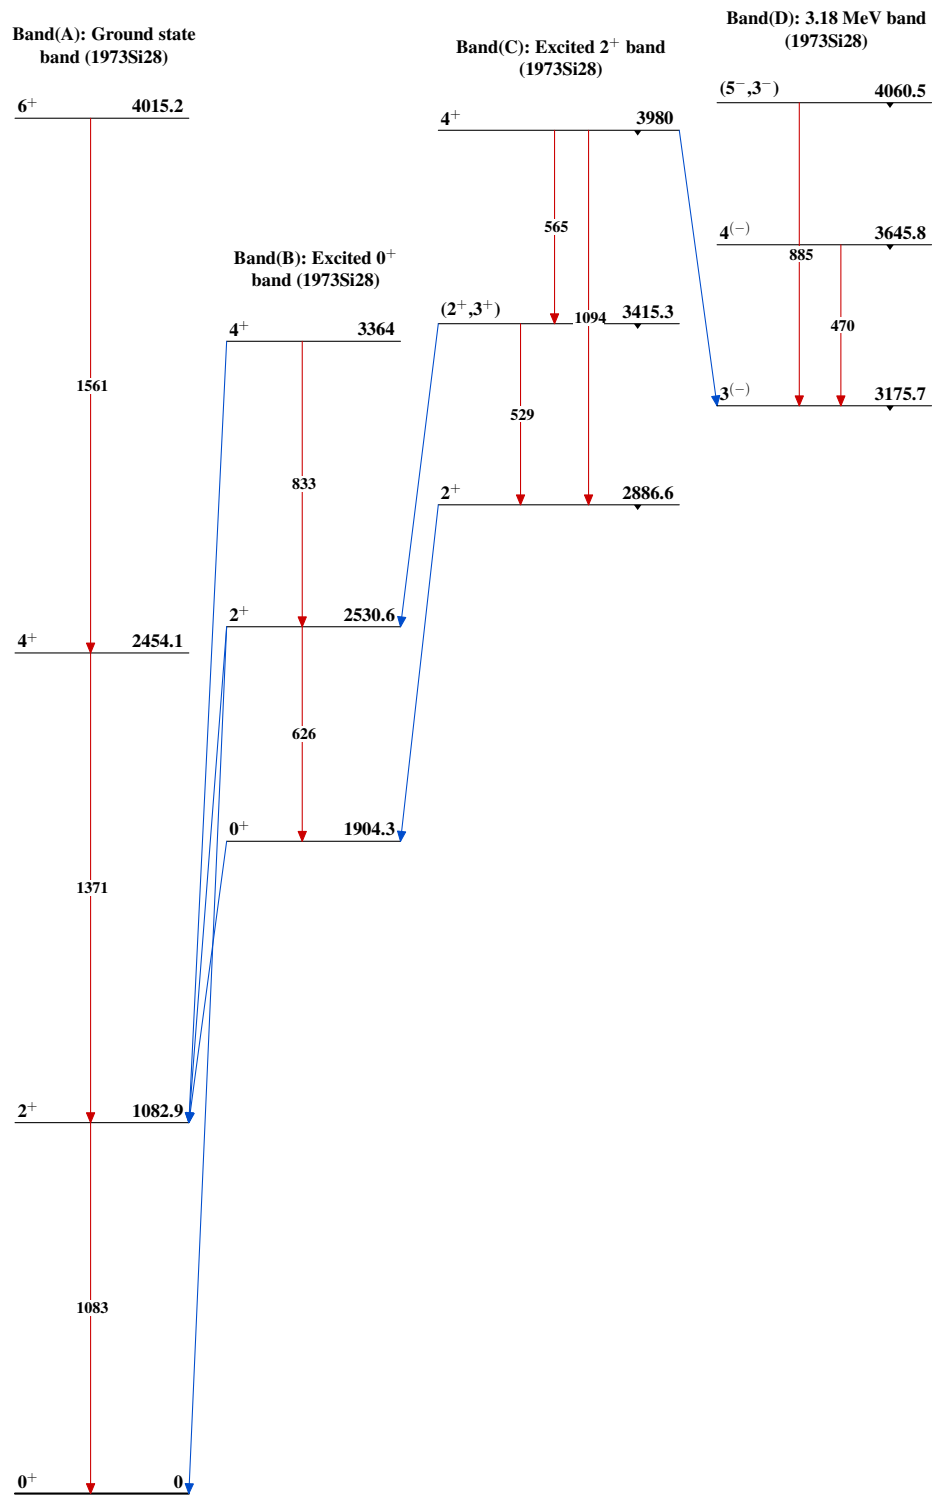 Band(A): Ground state
band (1973Si28)
6⁺ 4015.2
1561
4⁺ 2454.1
1371
2⁺ 1082.9
1083
0⁺ 0
Band(B): Excited 0⁺
band (1973Si28)
4⁺ 3364
833
2⁺ 2530.6
626
0⁺ 1904.3
Band(C): Excited 2⁺ band
(1973Si28)
4⁺ 3980
565
1094
(2⁺,3⁺) 3415.3
529
2⁺ 2886.6
Band(D): 3.18 MeV band
(1973Si28)
(5⁻,3⁻) 4060.5
885
4⁽⁻⁾ 3645.8
470
3⁽⁻⁾ 3175.7